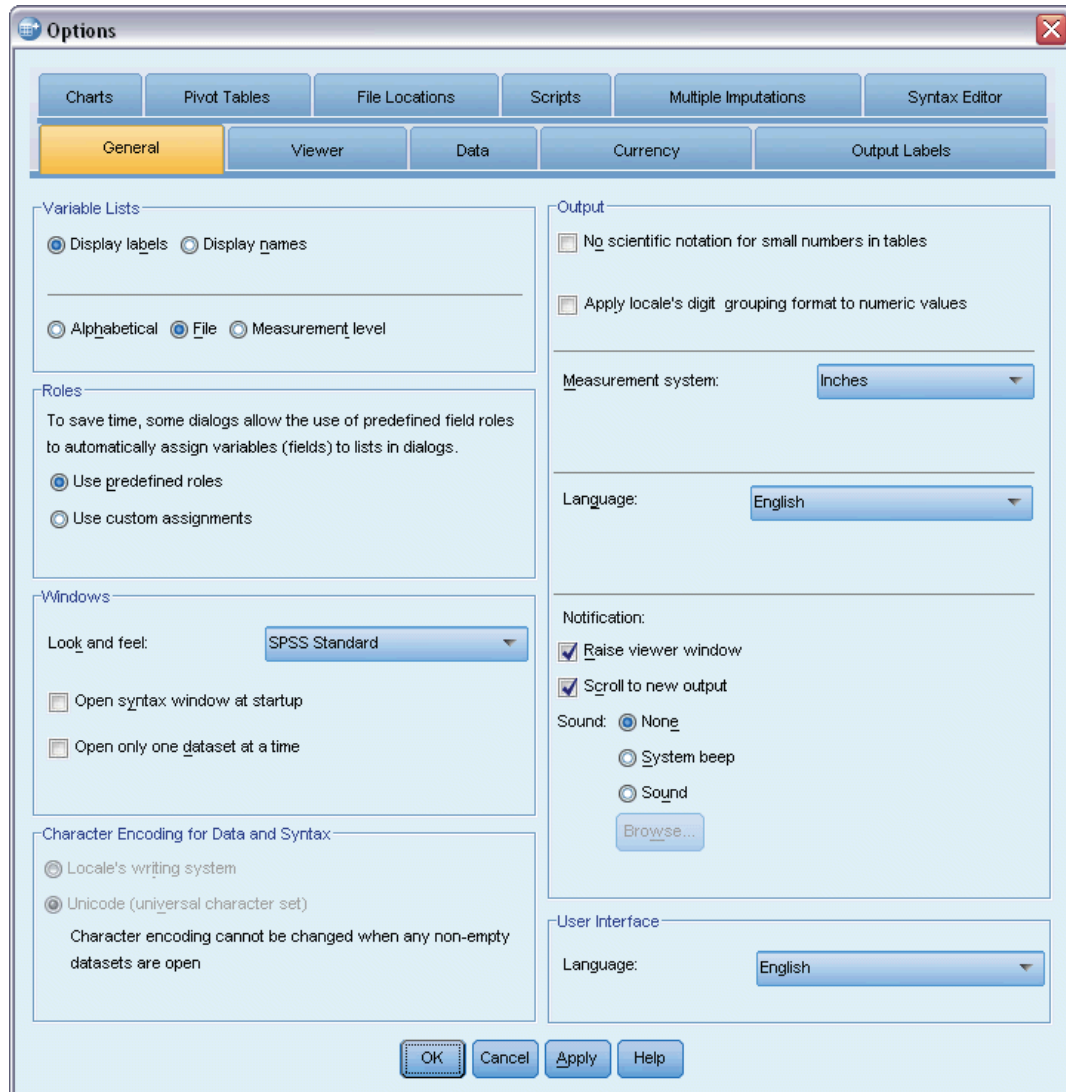 Options
Charts
Pivot Tables
File Locations
Scripts
Multiple Imputations
Syntax Editor
General
Viewer
Data
Currency
Output Labels
Variable Lists
Display labels
Display names
Alphabetical
File
Measurement level
Roles
To save time, some dialogs allow the use of predefined field roles
to automatically assign variables (fields) to lists in dialogs.
Use predefined roles
Use custom assignments
Windows
Look and feel:
SPSS Standard
Open syntax window at startup
Open only one dataset at a time
Character Encoding for Data and Syntax
Locale's writing system
Unicode (universal character set)
Character encoding cannot be changed when any non-empty
datasets are open
Output
No scientific notation for small numbers in tables
Apply locale's digit grouping format to numeric values
Measurement system:
Inches
Language:
English
Notification:
Raise viewer window
Scroll to new output
Sound:
None
System beep
Sound
Browse...
User Interface
Language:
English
OK
Cancel
Apply
Help